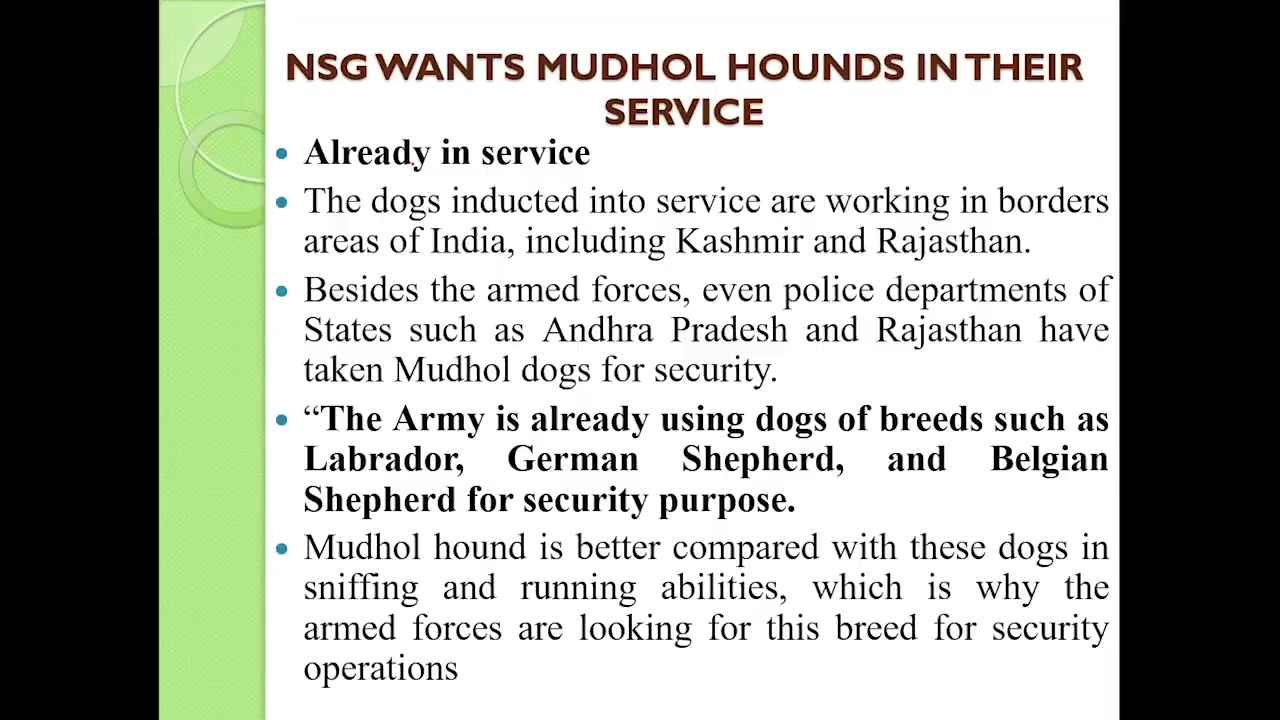 NSG WANTS MUDHOL HOUNDS IN THEIR
SERVICE
• Already in service
• The dogs inducted into service are working in borders
areas of India, including Kashmir and Rajasthan.
• Besides the armed forces, even police departments of
States such as Andhra Pradesh and Rajasthan have
taken Mudhol dogs for security.
• “The Army is already using dogs of breeds such as
Labrador, German Shepherd, and Belgian
Shepherd for security purpose.
• Mudhol hound is better compared with these dogs in
sniffing and running abilities, which is why the
armed forces are looking for this breed for security
operations